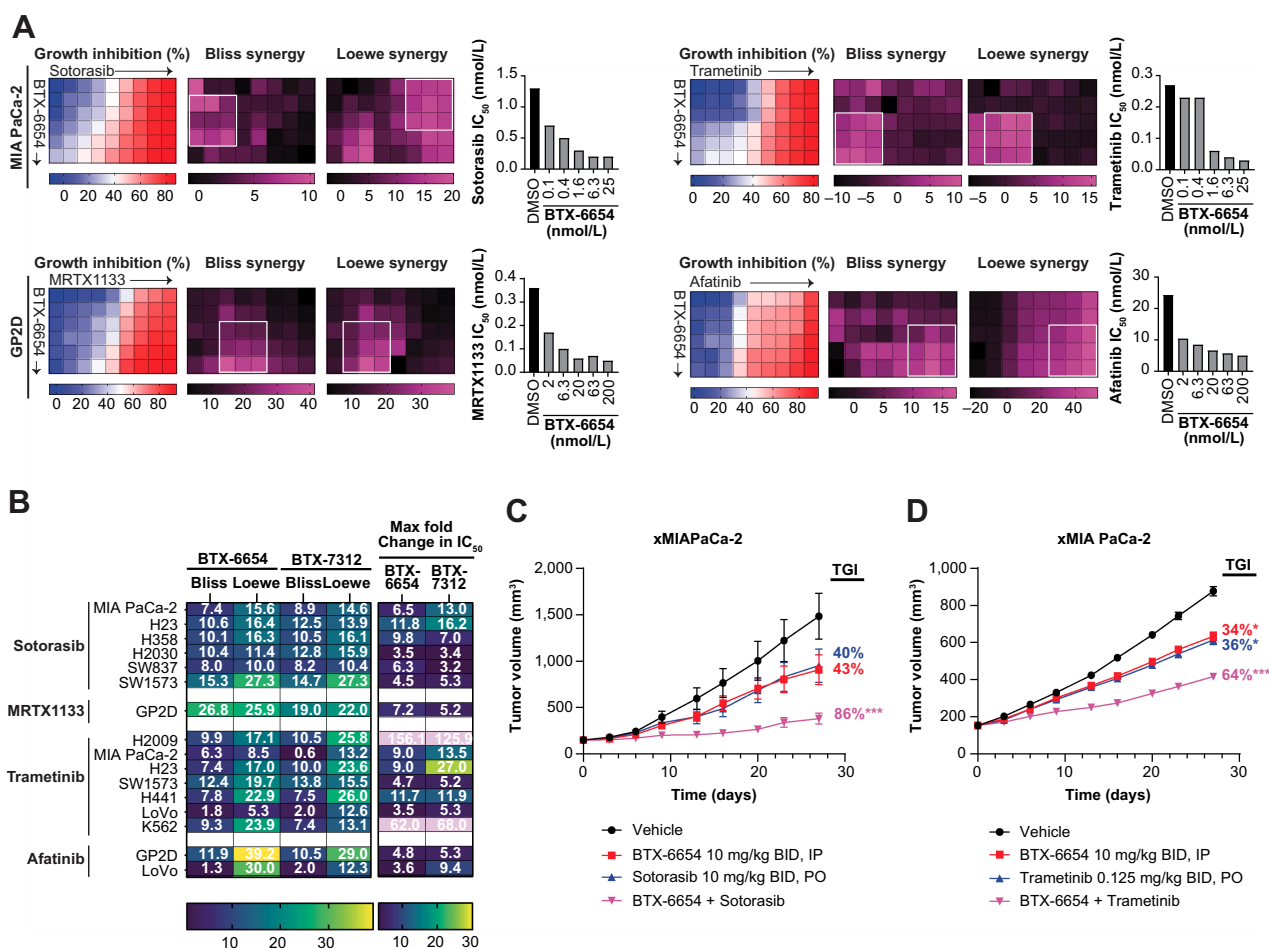 A
MIA PaCa-2
Growth inhibition (%)
Bliss synergy
Loewe synergy
Sotorasib
BTX-6654
0 20 40 60 80
0 5 10
0 5 10 15 20
Sotorasib IC50 (nmol/L)
1.5
1.0
0.5
0.0
DMSO 0.1 0.4 1.6 6.3 25
BTX-6654
(nmol/L)
Growth inhibition (%)
Bliss synergy
Loewe synergy
Trametinib
BTX-6654
0 20 40 60 80
−10 −5 0 5 10
−5 0 5 10 15
Trametinib IC50 (nmol/L)
0.3
0.2
0.1
0.0
DMSO 0.1 0.4 1.6 6.3 25
BTX-6654
(nmol/L)
GP2D
Growth inhibition (%)
Bliss synergy
Loewe synergy
MRTX1133
BTX-6654
0 20 40 60 80
10 20 30 40
10 20 30
MRTX1133 IC50 (nmol/L)
0.4
0.3
0.2
0.1
0.0
DMSO 2 6.3 20 63 200
BTX-6654
(nmol/L)
Growth inhibition (%)
Bliss synergy
Loewe synergy
Afatinib
BTX-6654
0 20 40 60 80
0 5 10 15
−20 0 20 40
Afatinib IC50 (nmol/L)
30
20
10
0
DMSO 2 6.3 20 63 200
BTX-6654
(nmol/L)
B
Max fold
Change in IC50
BTX-6654 BTX-7312
BTX-6654 BTX-7312
Bliss Loewe Bliss Loewe
Sotorasib
MIA PaCa-2 7.4 15.6 8.9 14.6 6.5 13.0
H23 10.6 16.4 12.5 13.9 11.8 16.2
H358 10.1 16.3 10.5 16.1 9.8 7.0
H2030 10.4 11.4 12.8 15.9 3.5 3.4
SW837 8.0 10.0 8.2 10.4 6.3 3.2
SW1573 15.3 27.3 14.7 27.3 4.5 5.3
MRTX1133
GP2D 26.8 25.9 19.0 22.0 7.2 5.2
Trametinib
H2009 9.9 17.1 10.5 25.8 156.1 125.9
MIA PaCa-2 6.3 8.5 0.6 13.2 9.0 13.5
H23 7.4 17.0 10.0 23.6 9.0 27.0
SW1573 12.4 19.7 13.8 15.5 4.7 5.2
H441 7.8 22.9 7.5 26.0 11.7 11.9
LoVo 1.8 5.3 2.0 12.6 3.5 5.3
K562 9.3 23.9 7.4 13.1 62.0 68.0
Afatinib
GP2D 11.9 39.2 10.5 29.0 4.8 5.3
LoVo 1.3 30.0 2.0 12.3 3.6 9.4
10 20 30
10 20 30
C
xMIAPaCa-2
TGI
Tumor volume (mm3)
2,000
1,500
1,000
500
0
40%
43%
86%***
0 10 20 30
Time (days)
Vehicle
BTX-6654 10 mg/kg BID, IP
Sotorasib 10 mg/kg BID, PO
BTX-6654 + Sotorasib
D
xMIA PaCa-2
TGI
Tumor volume (mm3)
1,000
800
600
400
200
0
34%*
36%*
64%***
0 10 20 30
Time (days)
Vehicle
BTX-6654 10 mg/kg BID, IP
Trametinib 0.125 mg/kg BID, PO
BTX-6654 + Trametinib